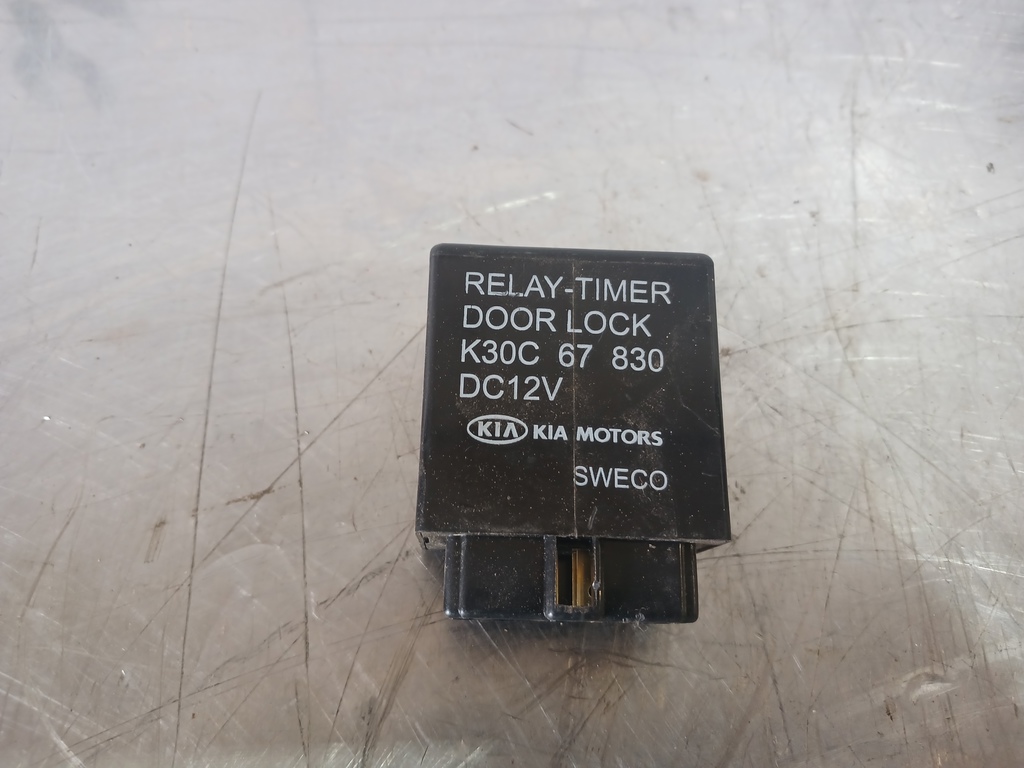 RELAY-TIMER
DOOR LOCK
K30C 67 830
DC12V
KIA KIA MOTORS
SWECO